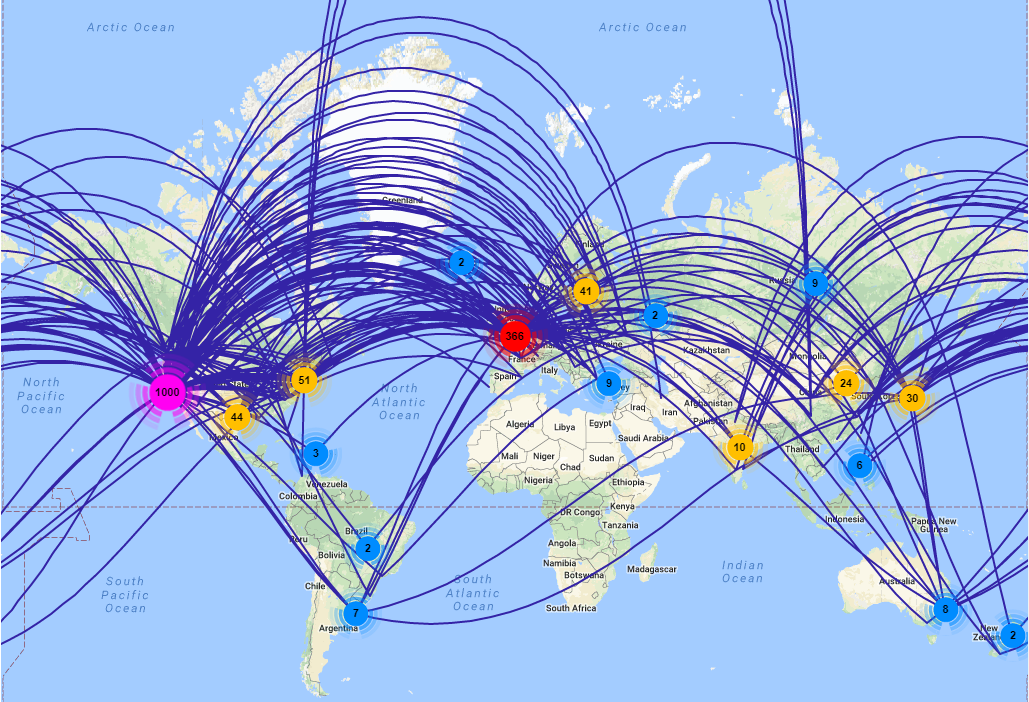 Arctic Ocean
Arctic Ocean
Greenland
2
41
9
2
366
France
Spain
Italy
Kazakhstan
Mongolia
North
Pacific
Ocean
1000
51
44
Mexico
North
Atlantic
Ocean
9
24
30
Iraq
Iran
Afghanistan
Pakistan
10
Algeria
Libya
Egypt
Saudi Arabia
3
Mali
Niger
Chad
Sudan
Thailand
6
Venezuela
Colombia
Nigeria
Ethiopia
Kenya
DR Congo
Tanzania
Indonesia
Papua New
Guinea
Brazil
2
Peru
Bolivia
Angola
Namibia
Botswana
Madagascar
South
Pacific
Ocean
Chile
South
Atlantic
Ocean
Indian
Ocean
Australia
7
Argentina
South Africa
8
New
Zealand
2